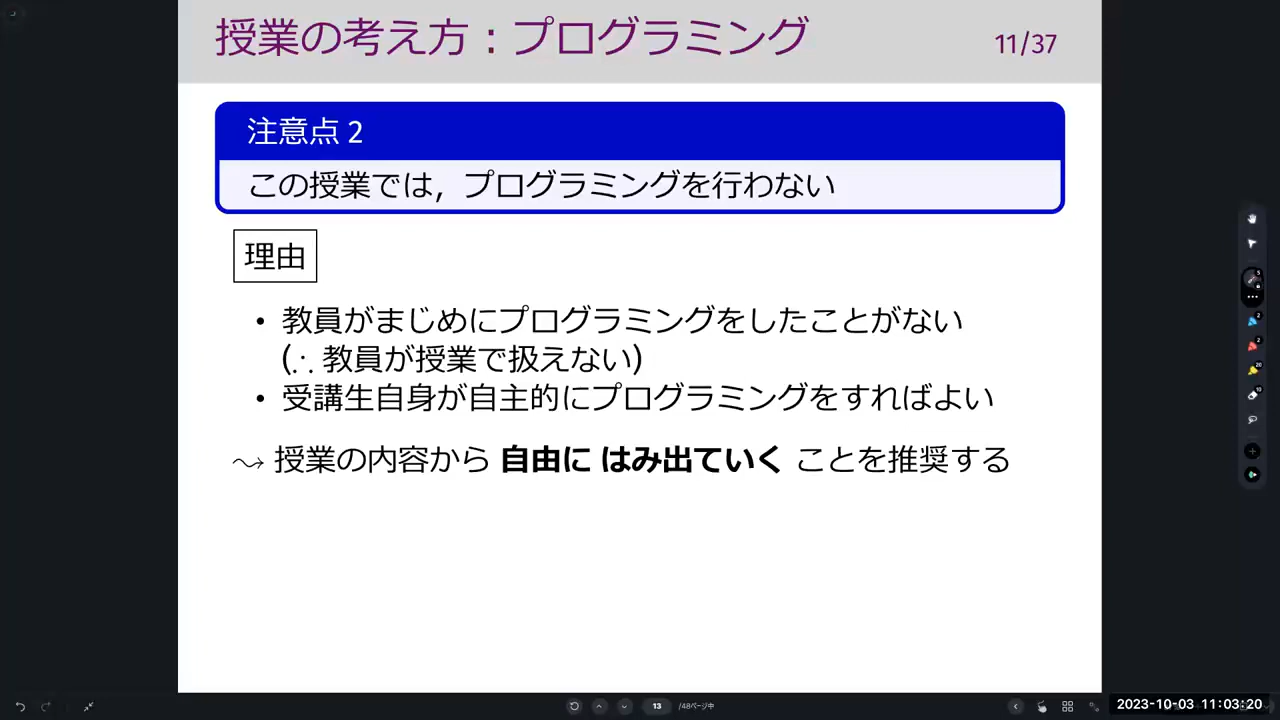 授業の考え方：プログラミング
11/37
注意点 2
この授業では，プログラミングを行わない
理由
• 教員がまじめにプログラミングをしたことがない
(∴ 教員が授業で扱えない)
• 受講生自身が自主的にプログラミングをすればよい
⇝ 授業の内容から 自由に はみ出ていく ことを推奨する
13 /48ページ中
2023-10-03 11:03:20